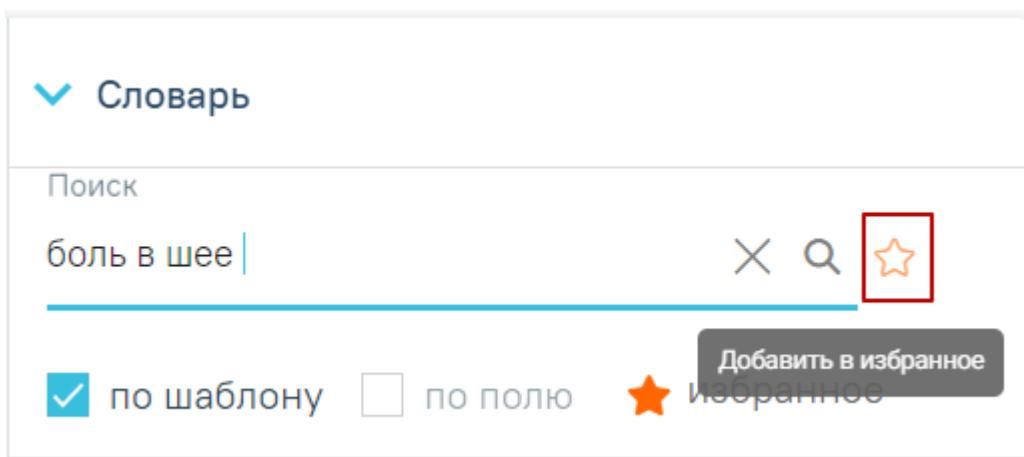 Словарь
Поиск
боль в шее
Добавить в избранное
по шаблону по полю избранное